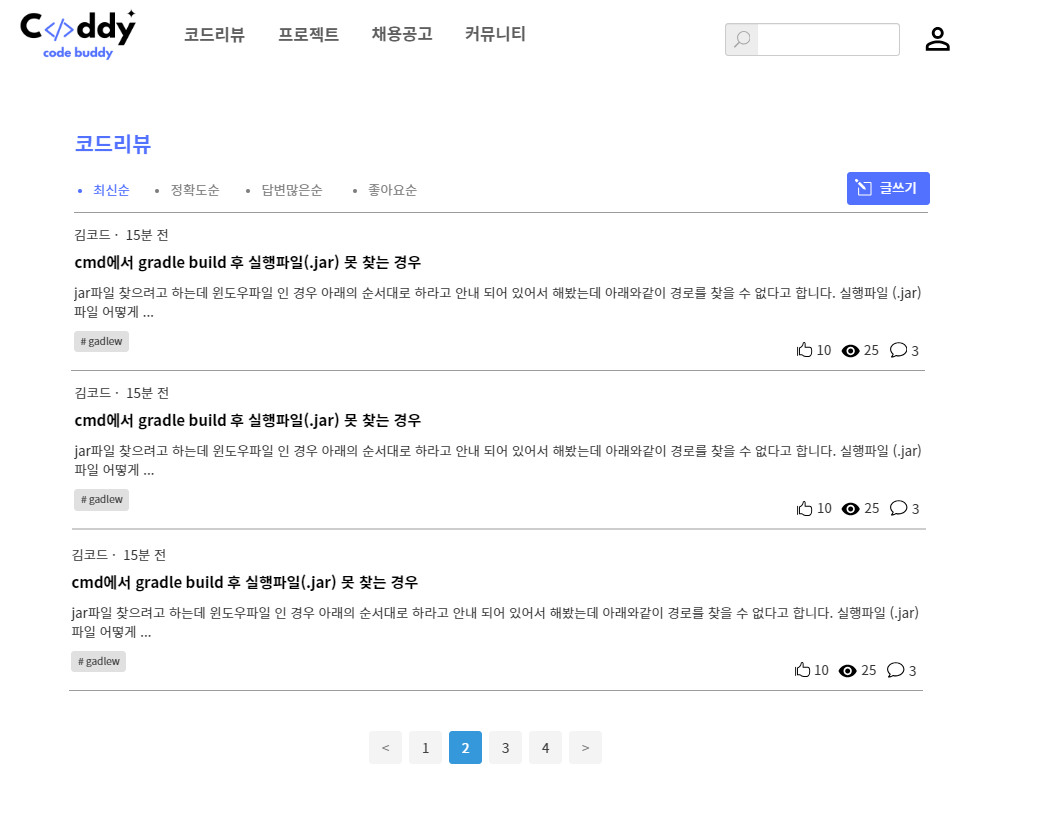 C</>ddy
code buddy
코드리뷰 프로젝트 채용공고 커뮤니티
코드리뷰
• 최신순 • 정확도순 • 답변많은순 • 좋아요순 글쓰기
김코드 · 15분 전
cmd에서 gradle build 후 실행파일(.jar) 못 찾는 경우
jar파일 찾으려고 하는데 윈도우파일 인 경우 아래의 순서대로 하라고 안내 되어 있어서 해봤는데 아래와같이 경로를 찾을 수 없다고 합니다. 실행파일 (.jar)
파일 어떻게 ...
# gadlew
10 25 3
김코드 · 15분 전
cmd에서 gradle build 후 실행파일(.jar) 못 찾는 경우
jar파일 찾으려고 하는데 윈도우파일 인 경우 아래의 순서대로 하라고 안내 되어 있어서 해봤는데 아래와같이 경로를 찾을 수 없다고 합니다. 실행파일 (.jar)
파일 어떻게 ...
# gadlew
10 25 3
김코드 · 15분 전
cmd에서 gradle build 후 실행파일(.jar) 못 찾는 경우
jar파일 찾으려고 하는데 윈도우파일 인 경우 아래의 순서대로 하라고 안내 되어 있어서 해봤는데 아래와같이 경로를 찾을 수 없다고 합니다. 실행파일 (.jar)
파일 어떻게 ...
# gadlew
10 25 3
< 1 2 3 4 >